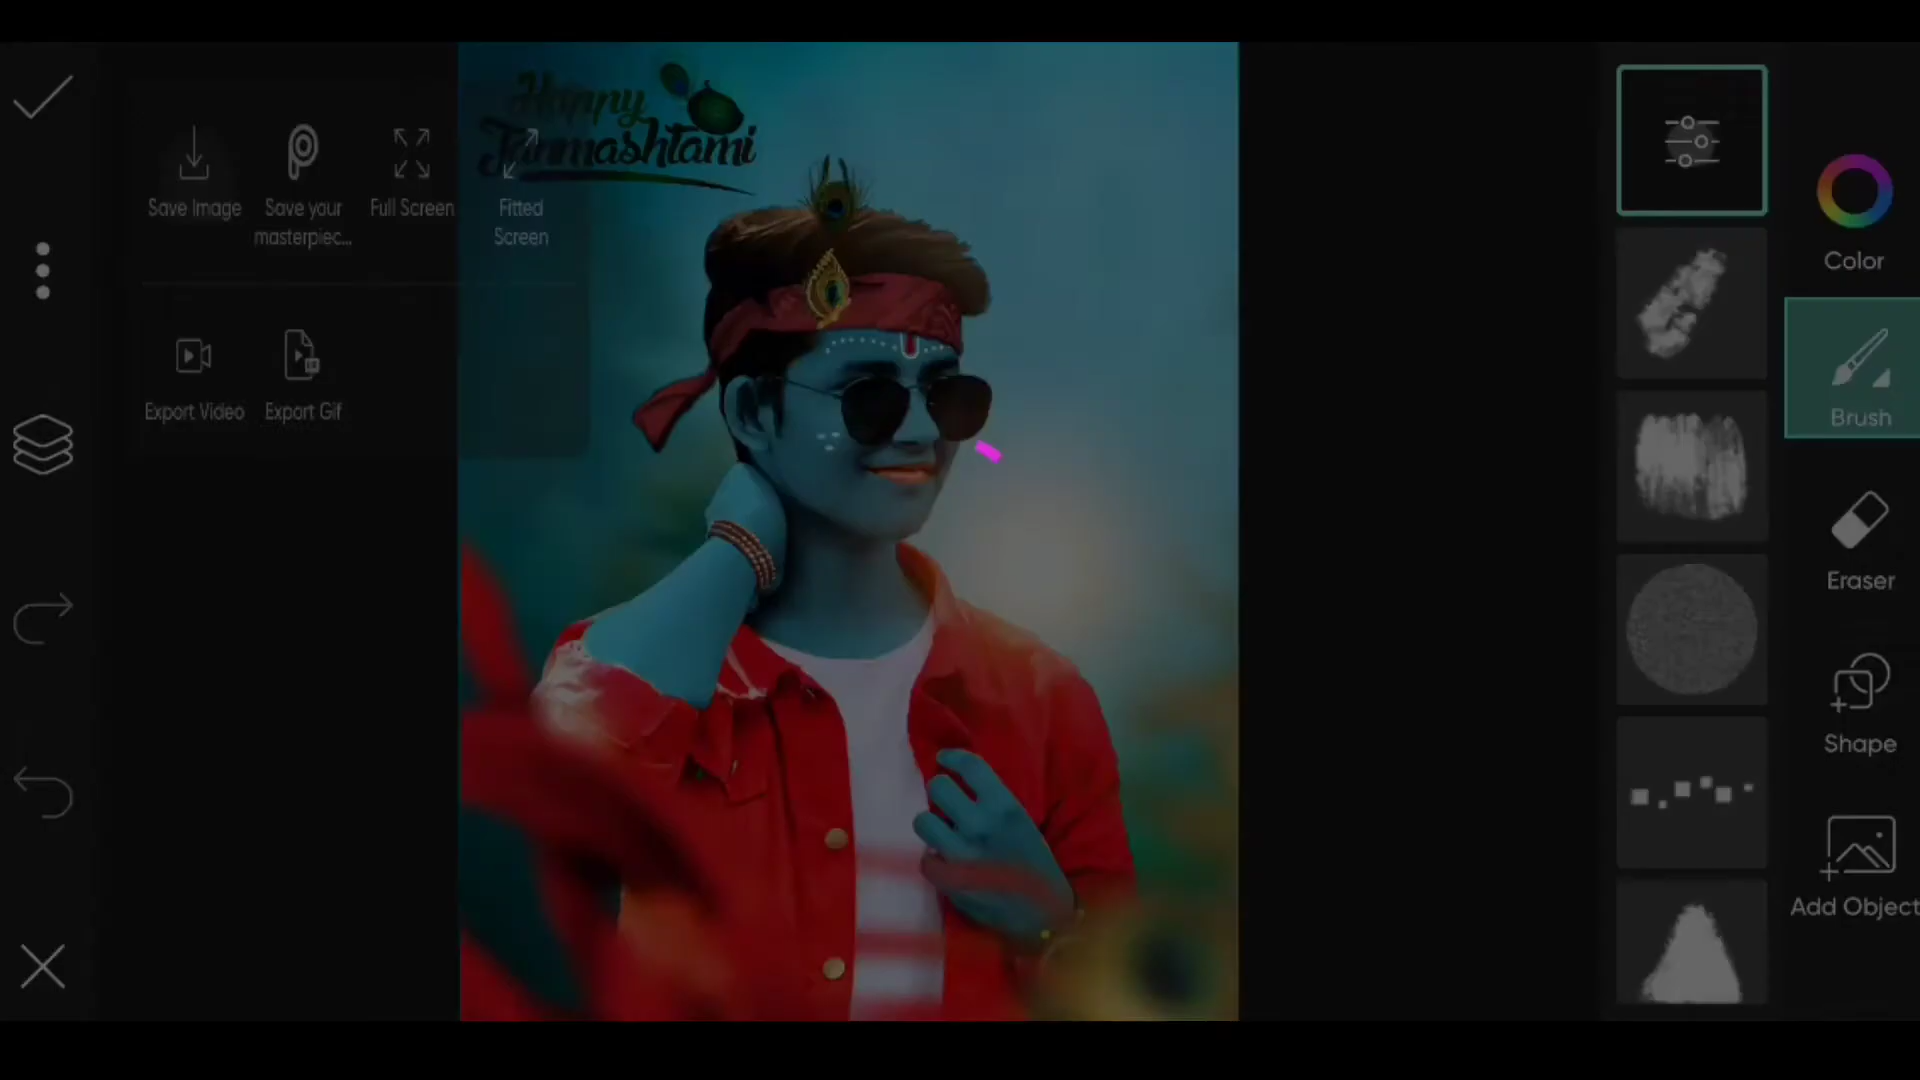 Happy
Janmashtami
Save Image
Save your
masterpiec...
Full Screen
Fitted
Screen
Export Video
Export Gif
Color
Brush
Eraser
Shape
Add Object